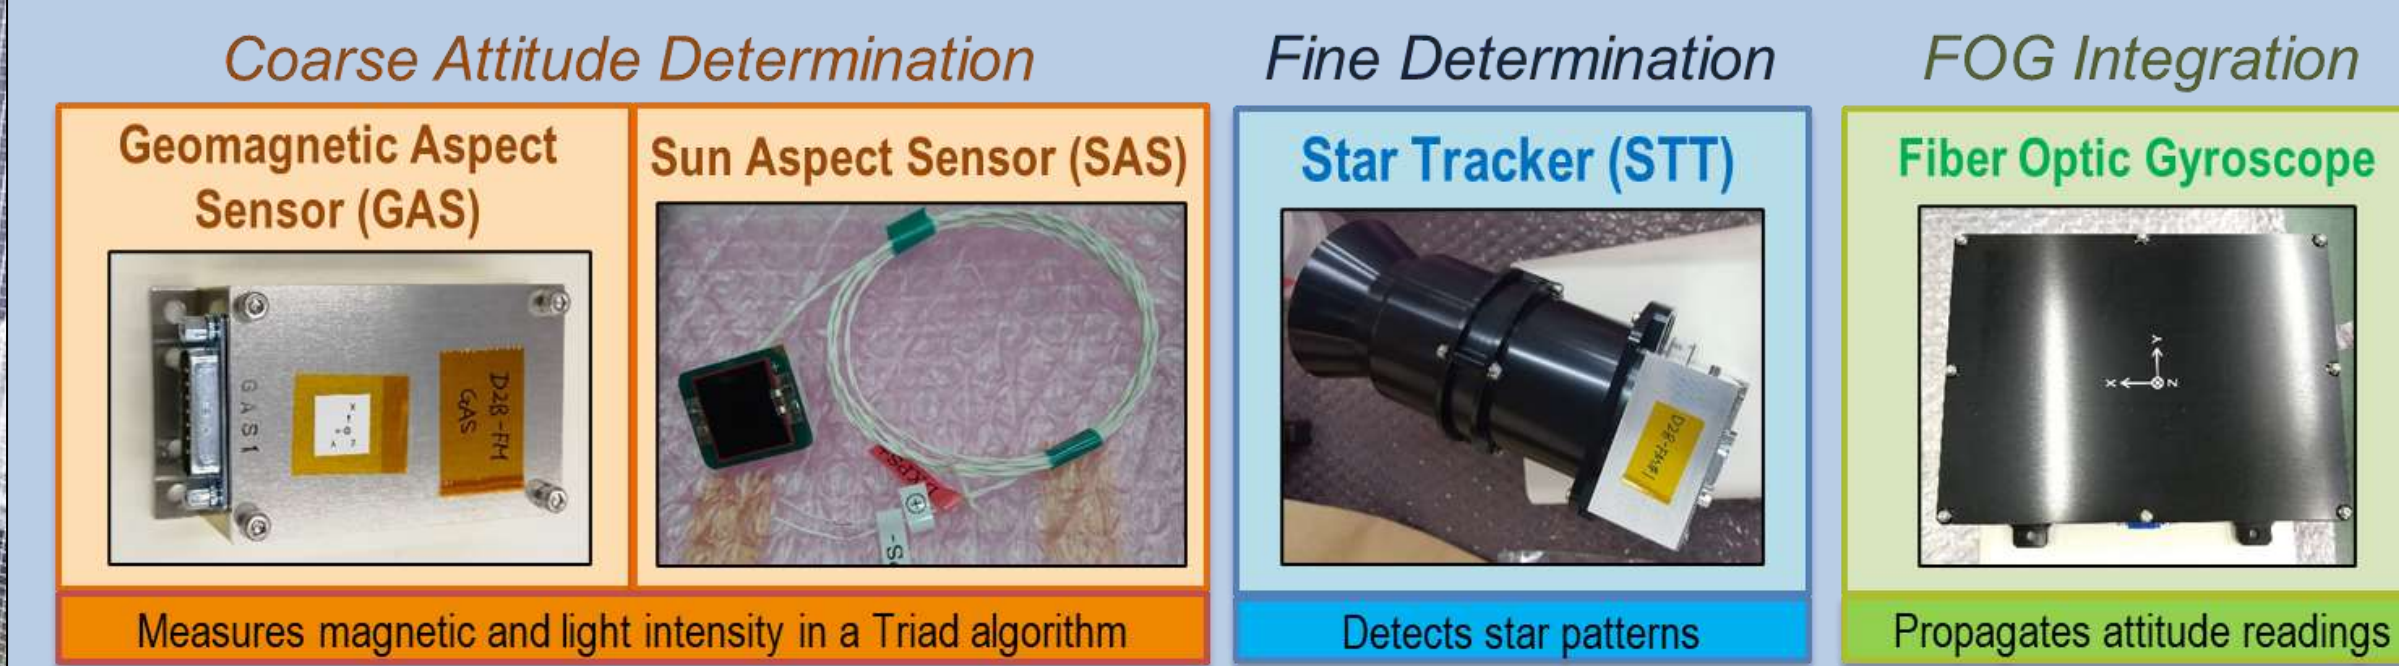 Coarse Attitude Determination
Fine Determination
FOG Integration
Geomagnetic Aspect
Sensor (GAS)
Sun Aspect Sensor (SAS)
Star Tracker (STT)
Fiber Optic Gyroscope
GAS1
D2B-FM
GAS
X
Y
X
Z
Measures magnetic and light intensity in a Triad algorithm
Detects star patterns
Propagates attitude readings